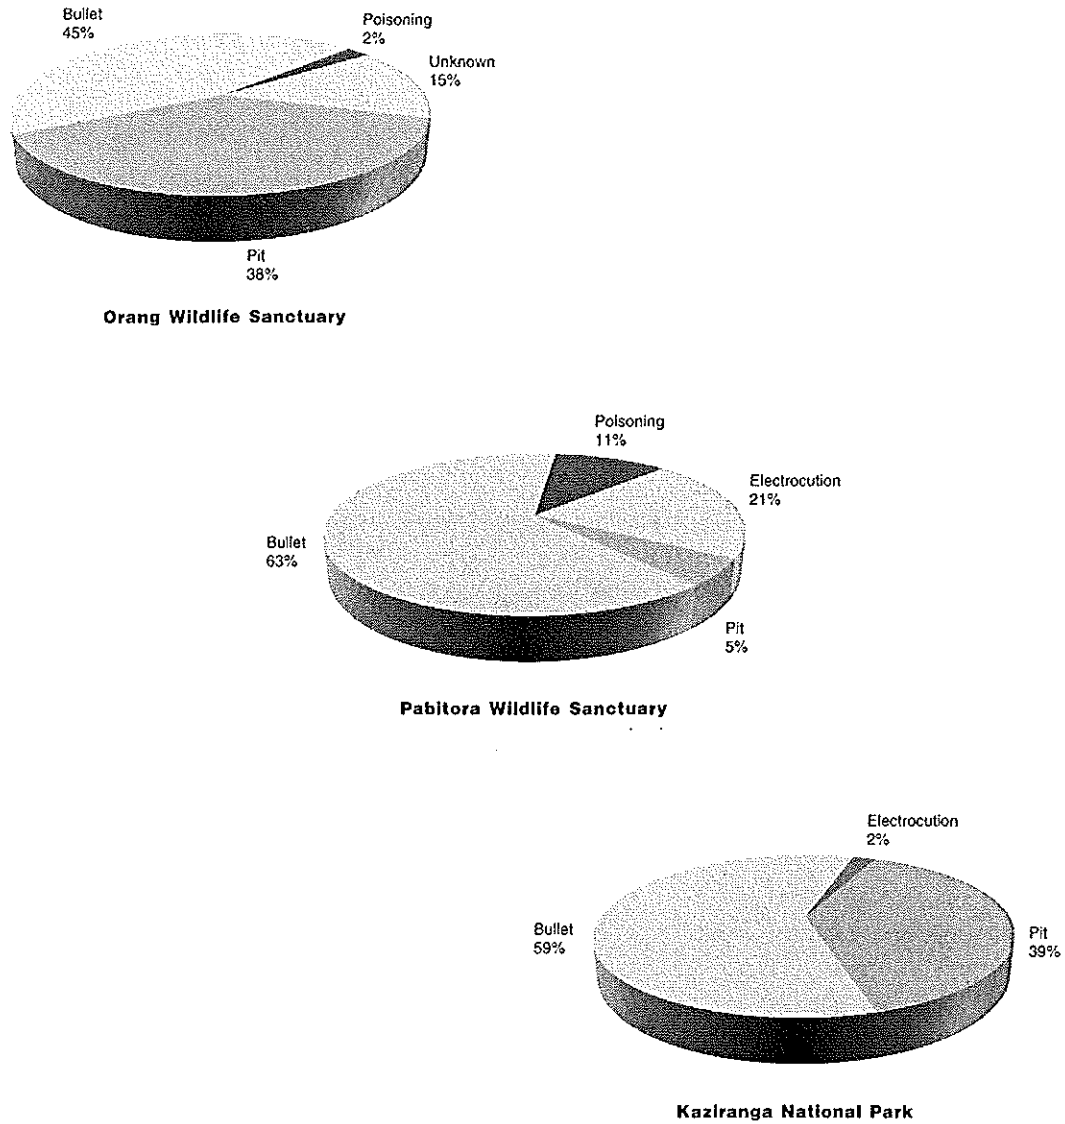 Bullet
45%
Poisoning
2%
Unknown
15%
Pit
38%
Orang Wildlife Sanctuary
Poisoning
11%
Electrocution
21%
Bullet
63%
Pit
5%
Pabitora Wildlife Sanctuary
Electrocution
2%
Bullet
59%
Pit
39%
Kaziranga National Park